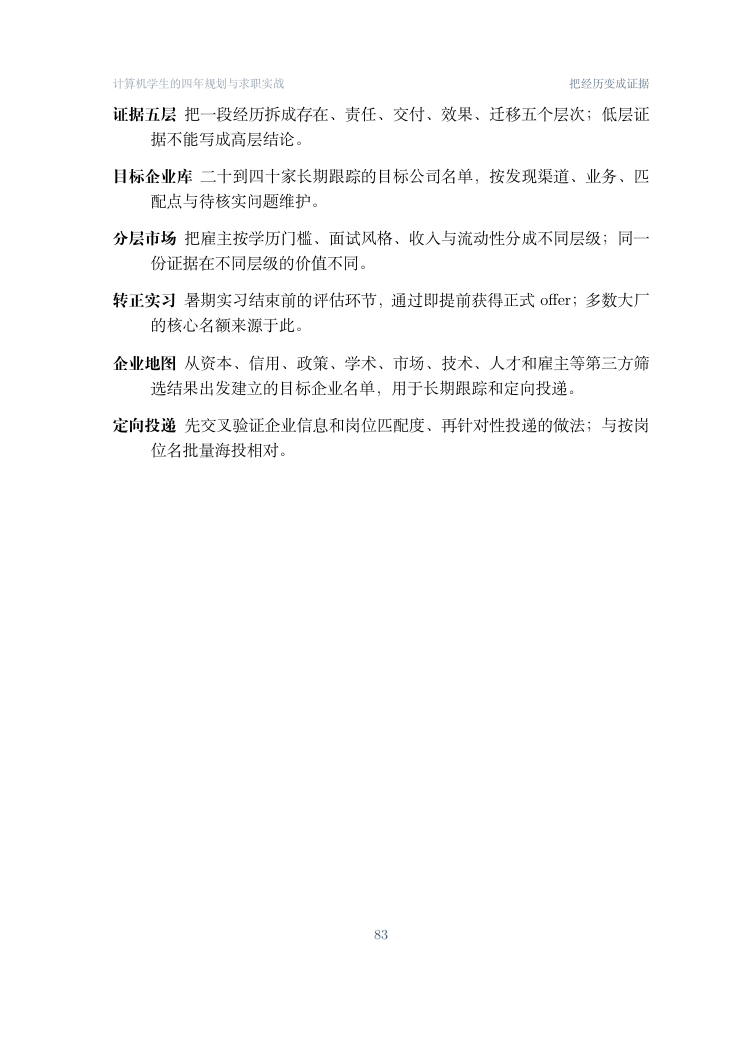 计算机学生的四年规划与求职实战 把经历变成证据
证据五层 把一段经历拆成存在、责任、交付、效果、迁移五个层次；低层证
据不能写成高层结论。
目标企业库 二十到四十家长期跟踪的目标公司名单，按发现渠道、业务、匹
配点与待核实问题维护。
分层市场 把雇主按学历门槛、面试风格、收入与流动性分成不同层级；同一
份证据在不同层级的价值不同。
转正实习 暑期实习结束前的评估环节，通过即提前获得正式 offer；多数大厂
的核心名额来源于此。
企业地图 从资本、信用、政策、学术、市场、技术、人才和雇主等第三方筛
选结果出发建立的目标企业名单，用于长期跟踪和定向投递。
定向投递 先交叉验证企业信息和岗位匹配度、再针对性投递的做法；与按岗
位名批量海投相对。
83